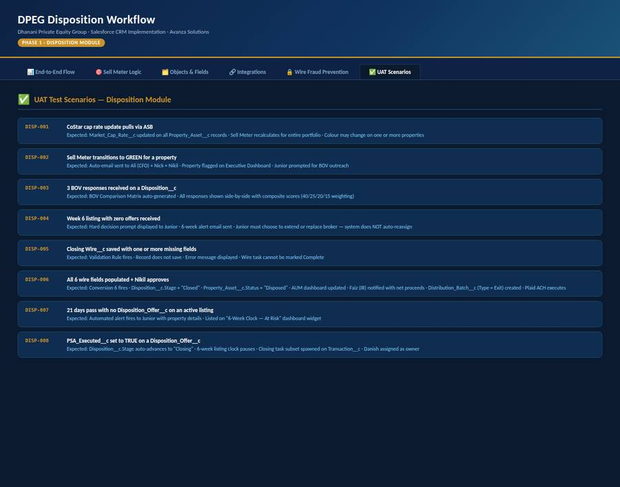 DPEG Disposition Workflow
Dhanani Private Equity Group · Salesforce CRM Implementation · Avanza Solutions
PHASE 1 · DISPOSITION MODULE
📊 End-to-End Flow 🎯 Sell Meter Logic 🗂️ Objects & Fields 🔗 Integrations 🔒 Wire Fraud Prevention ✅ UAT Scenarios
✅ UAT Test Scenarios — Disposition Module
DISP-001 CoStar cap rate update pulls via ASB
Expected: Market_Cap_Rate__c updated on all Property_Asset__c records · Sell Meter recalculates for entire portfolio · Colour may change on one or more properties
DISP-002 Sell Meter transitions to GREEN for a property
Expected: Auto-email sent to Ali (CFO) + Nick + Nikil · Property flagged on Executive Dashboard · Junior prompted for BOV outreach
DISP-003 3 BOV responses received on a Disposition__c
Expected: BOV Comparison Matrix auto-generated · All responses shown side-by-side with composite scores (40/25/20/15 weighting)
DISP-004 Week 6 listing with zero offers received
Expected: Hard decision prompt displayed to Junior · 6-week alert email sent · Junior must choose to extend or replace broker — system does NOT auto-reassign
DISP-005 Closing Wire__c saved with one or more missing fields
Expected: Validation Rule fires · Record does not save · Error message displayed · Wire task cannot be marked Complete
DISP-006 All 6 wire fields populated + Nikhil approves
Expected: Conversion 6 fires · Disposition__c.Stage = "Closed" · Property_Asset__c.Status = "Disposed" · AUM dashboard updated · Faiz (IR) notified with net proceeds · Distribution_Batch__c (Type = Exit) created · Plaid ACH executes
DISP-007 21 days pass with no Disposition_Offer__c on an active listing
Expected: Automated alert fires to Junior with property details · Listed on "6-Week Clock — At Risk" dashboard widget
DISP-008 PSA_Executed__c set to TRUE on a Disposition_Offer__c
Expected: Disposition__c.Stage auto-advances to "Closing" · 6-week listing clock pauses · Closing task subset spawned on Transaction__c · Danish assigned as owner